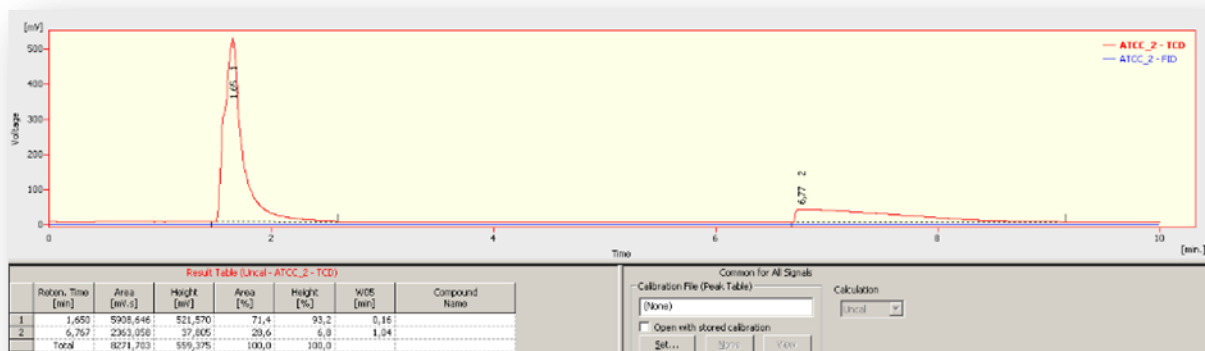 [mV]
500
400
300
200
100
0
Voltage
1,65 1
6,77 2
ATCC_2 - TCD
ATCC_2 - FID
0 2 4 6 8 10
Time
[min.]
Result Table (Uncal - ATCC_2 - TCD)
Reten. Time [min] Area [mV.s] Height [mV] Area [%] Height [%] W05 [min] Compound Name
1 1,650 5908,646 521,570 71,4 93,2 0,16
2 6,767 2363,058 37,805 28,6 6,8 1,04
Total 8271,703 559,375 100,0 100,0
Common for All Signals
Calibration File (Peak Table)
(None)
Open with stored calibration
Set... None View
Calculation
Uncal